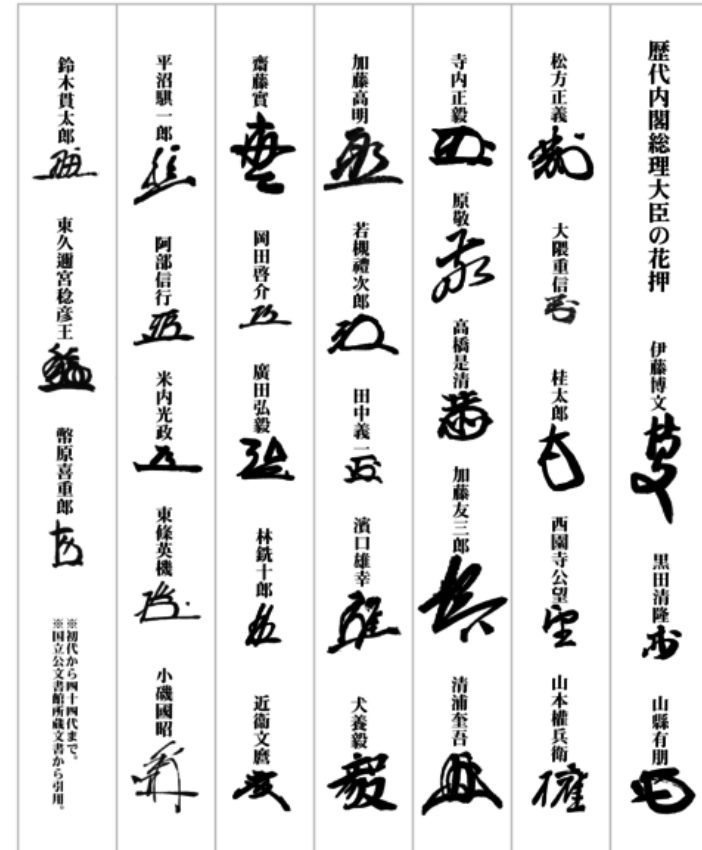 歴代内閣総理大臣の花押
伊藤博文
黒田清隆
山縣有朋
松方正義
大隈重信
桂太郎
西園寺公望
山本權兵衛
寺内正毅
原敬
高橋是清
加藤友三郎
清浦奎吾
加藤高明
若槻禮次郎
田中義一
濱口雄幸
犬養毅
齋藤實
岡田啓介
廣田弘毅
林銑十郎
近衞文麿
平沼騏一郎
阿部信行
米内光政
東條英機
小磯國昭
鈴木貫太郎
東久邇宮稔彦王
幣原喜重郎
※初代から四十四代まで。
※国立公文書館所蔵文書から引用。